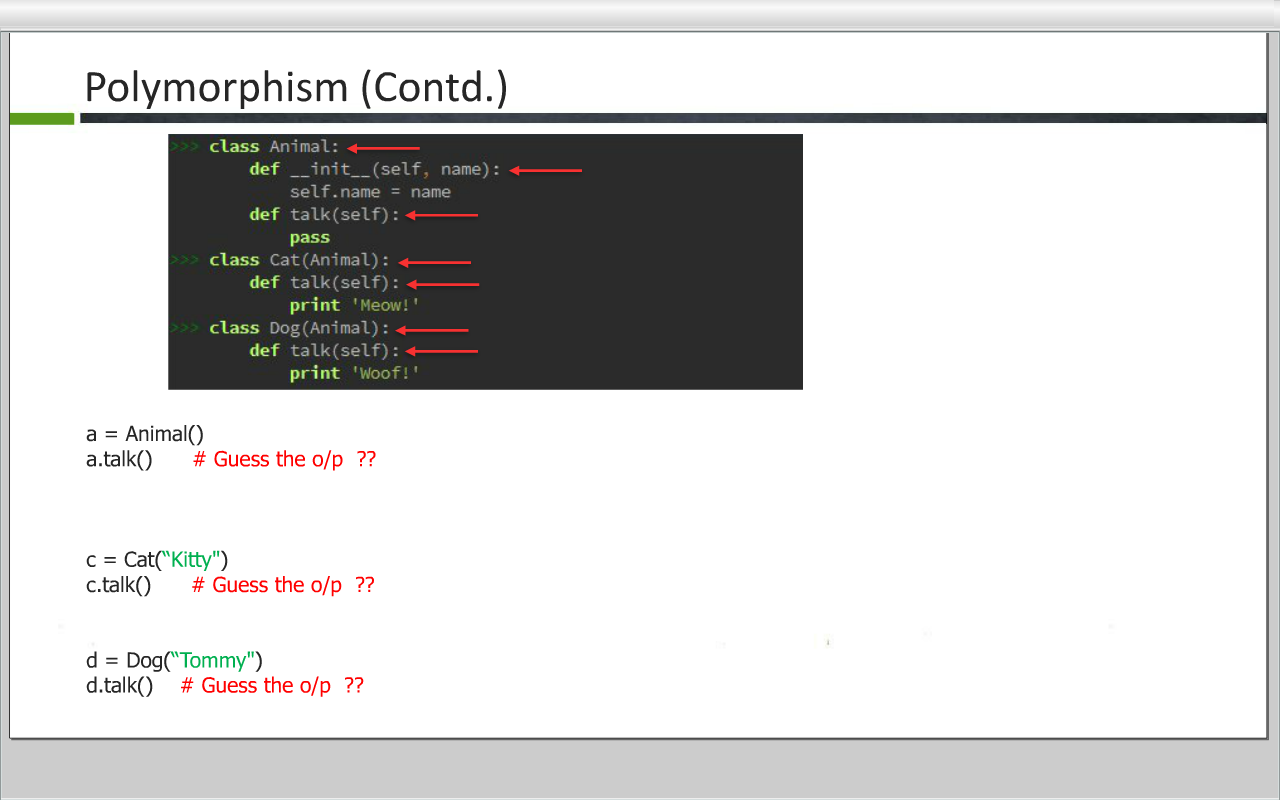 Polymorphism (Contd.)
>>> class Animal:
def __init__(self, name):
self.name = name
def talk(self):
pass
>>> class Cat(Animal):
def talk(self):
print 'Meow!'
>>> class Dog(Animal):
def talk(self):
print 'Woof!'
a = Animal()
a.talk() # Guess the o/p ??
c = Cat(“Kitty")
c.talk() # Guess the o/p ??
d = Dog(“Tommy")
d.talk() # Guess the o/p ??